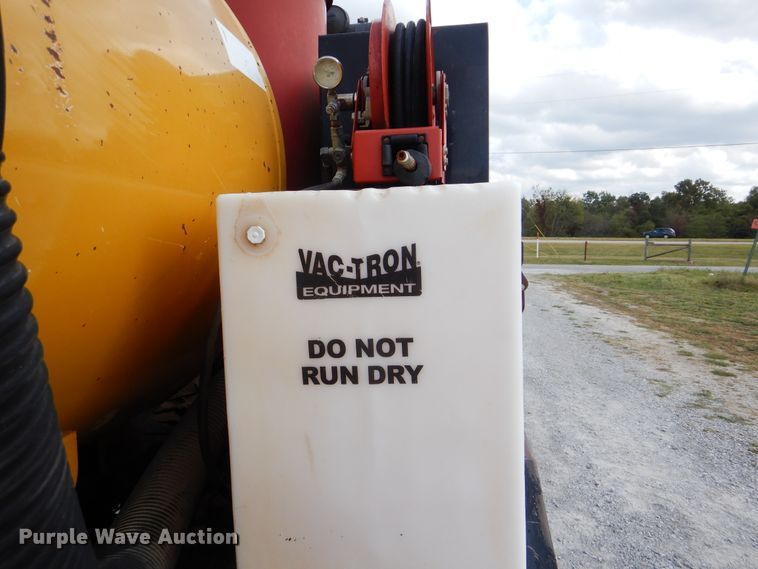 VAC-TRON
EQUIPMENT
DO NOT
RUN DRY
Purple Wave Auction